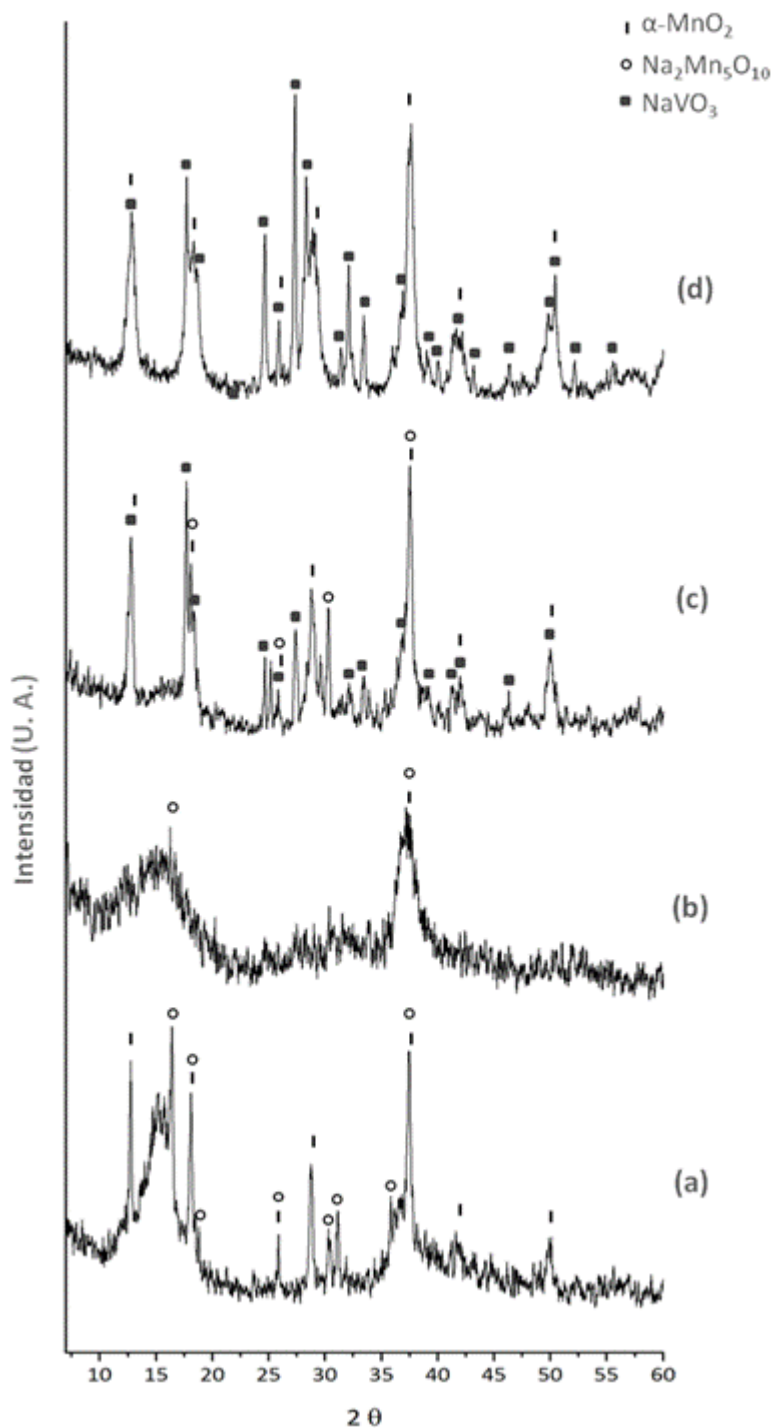 α-MnO₂
Na₂Mn₅O₁₀
NaVO₃
(d)
(c)
(b)
(a)
Intensidad (U. A.)
10 15 20 25 30 35 40 45 50 55 60
2 θ